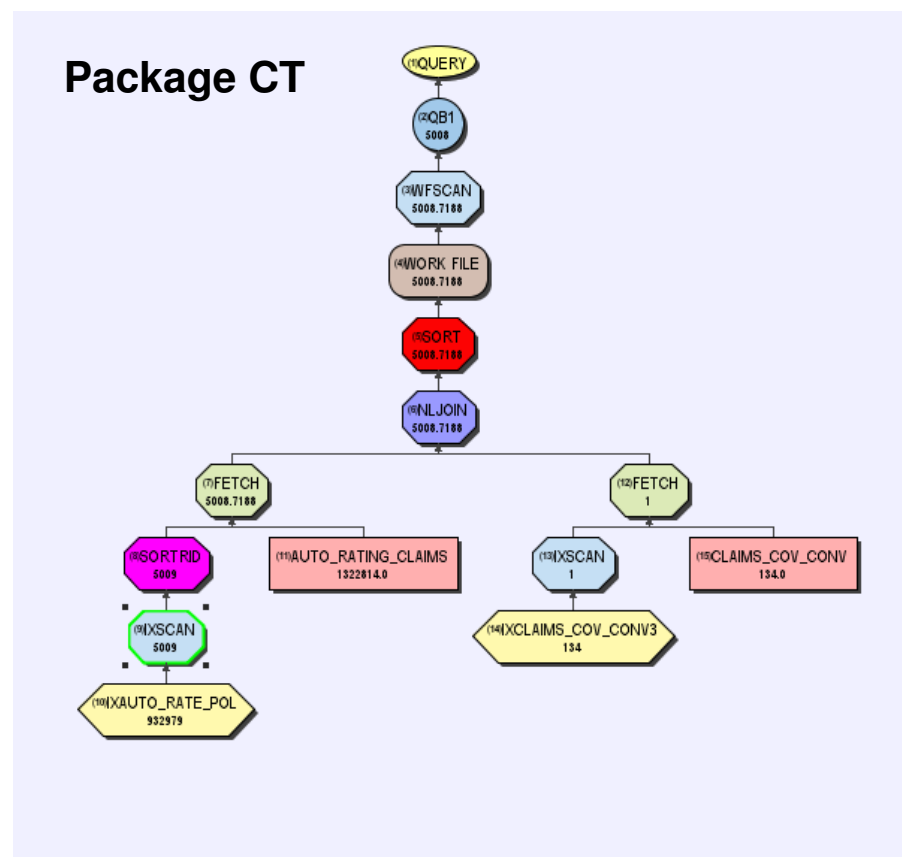 Package CT
(1)QUERY
(2)QB1
5008
(3)WFSCAN
5008.7188
(4)WORK FILE
5008.7188
(5)SORT
5008.7188
(6)NLJOIN
5008.7188
(7)FETCH
5008.7188
(12)FETCH
1
(8)SORTRID
5009
(11)AUTO_RATING_CLAIMS
1322814.0
(13)IXSCAN
1
(15)CLAIMS_COV_CONV
134.0
(9)IXSCAN
5009
(14)IXCLAIMS_COV_CONV3
134
(10)IXAUTO_RATE_POL
932979